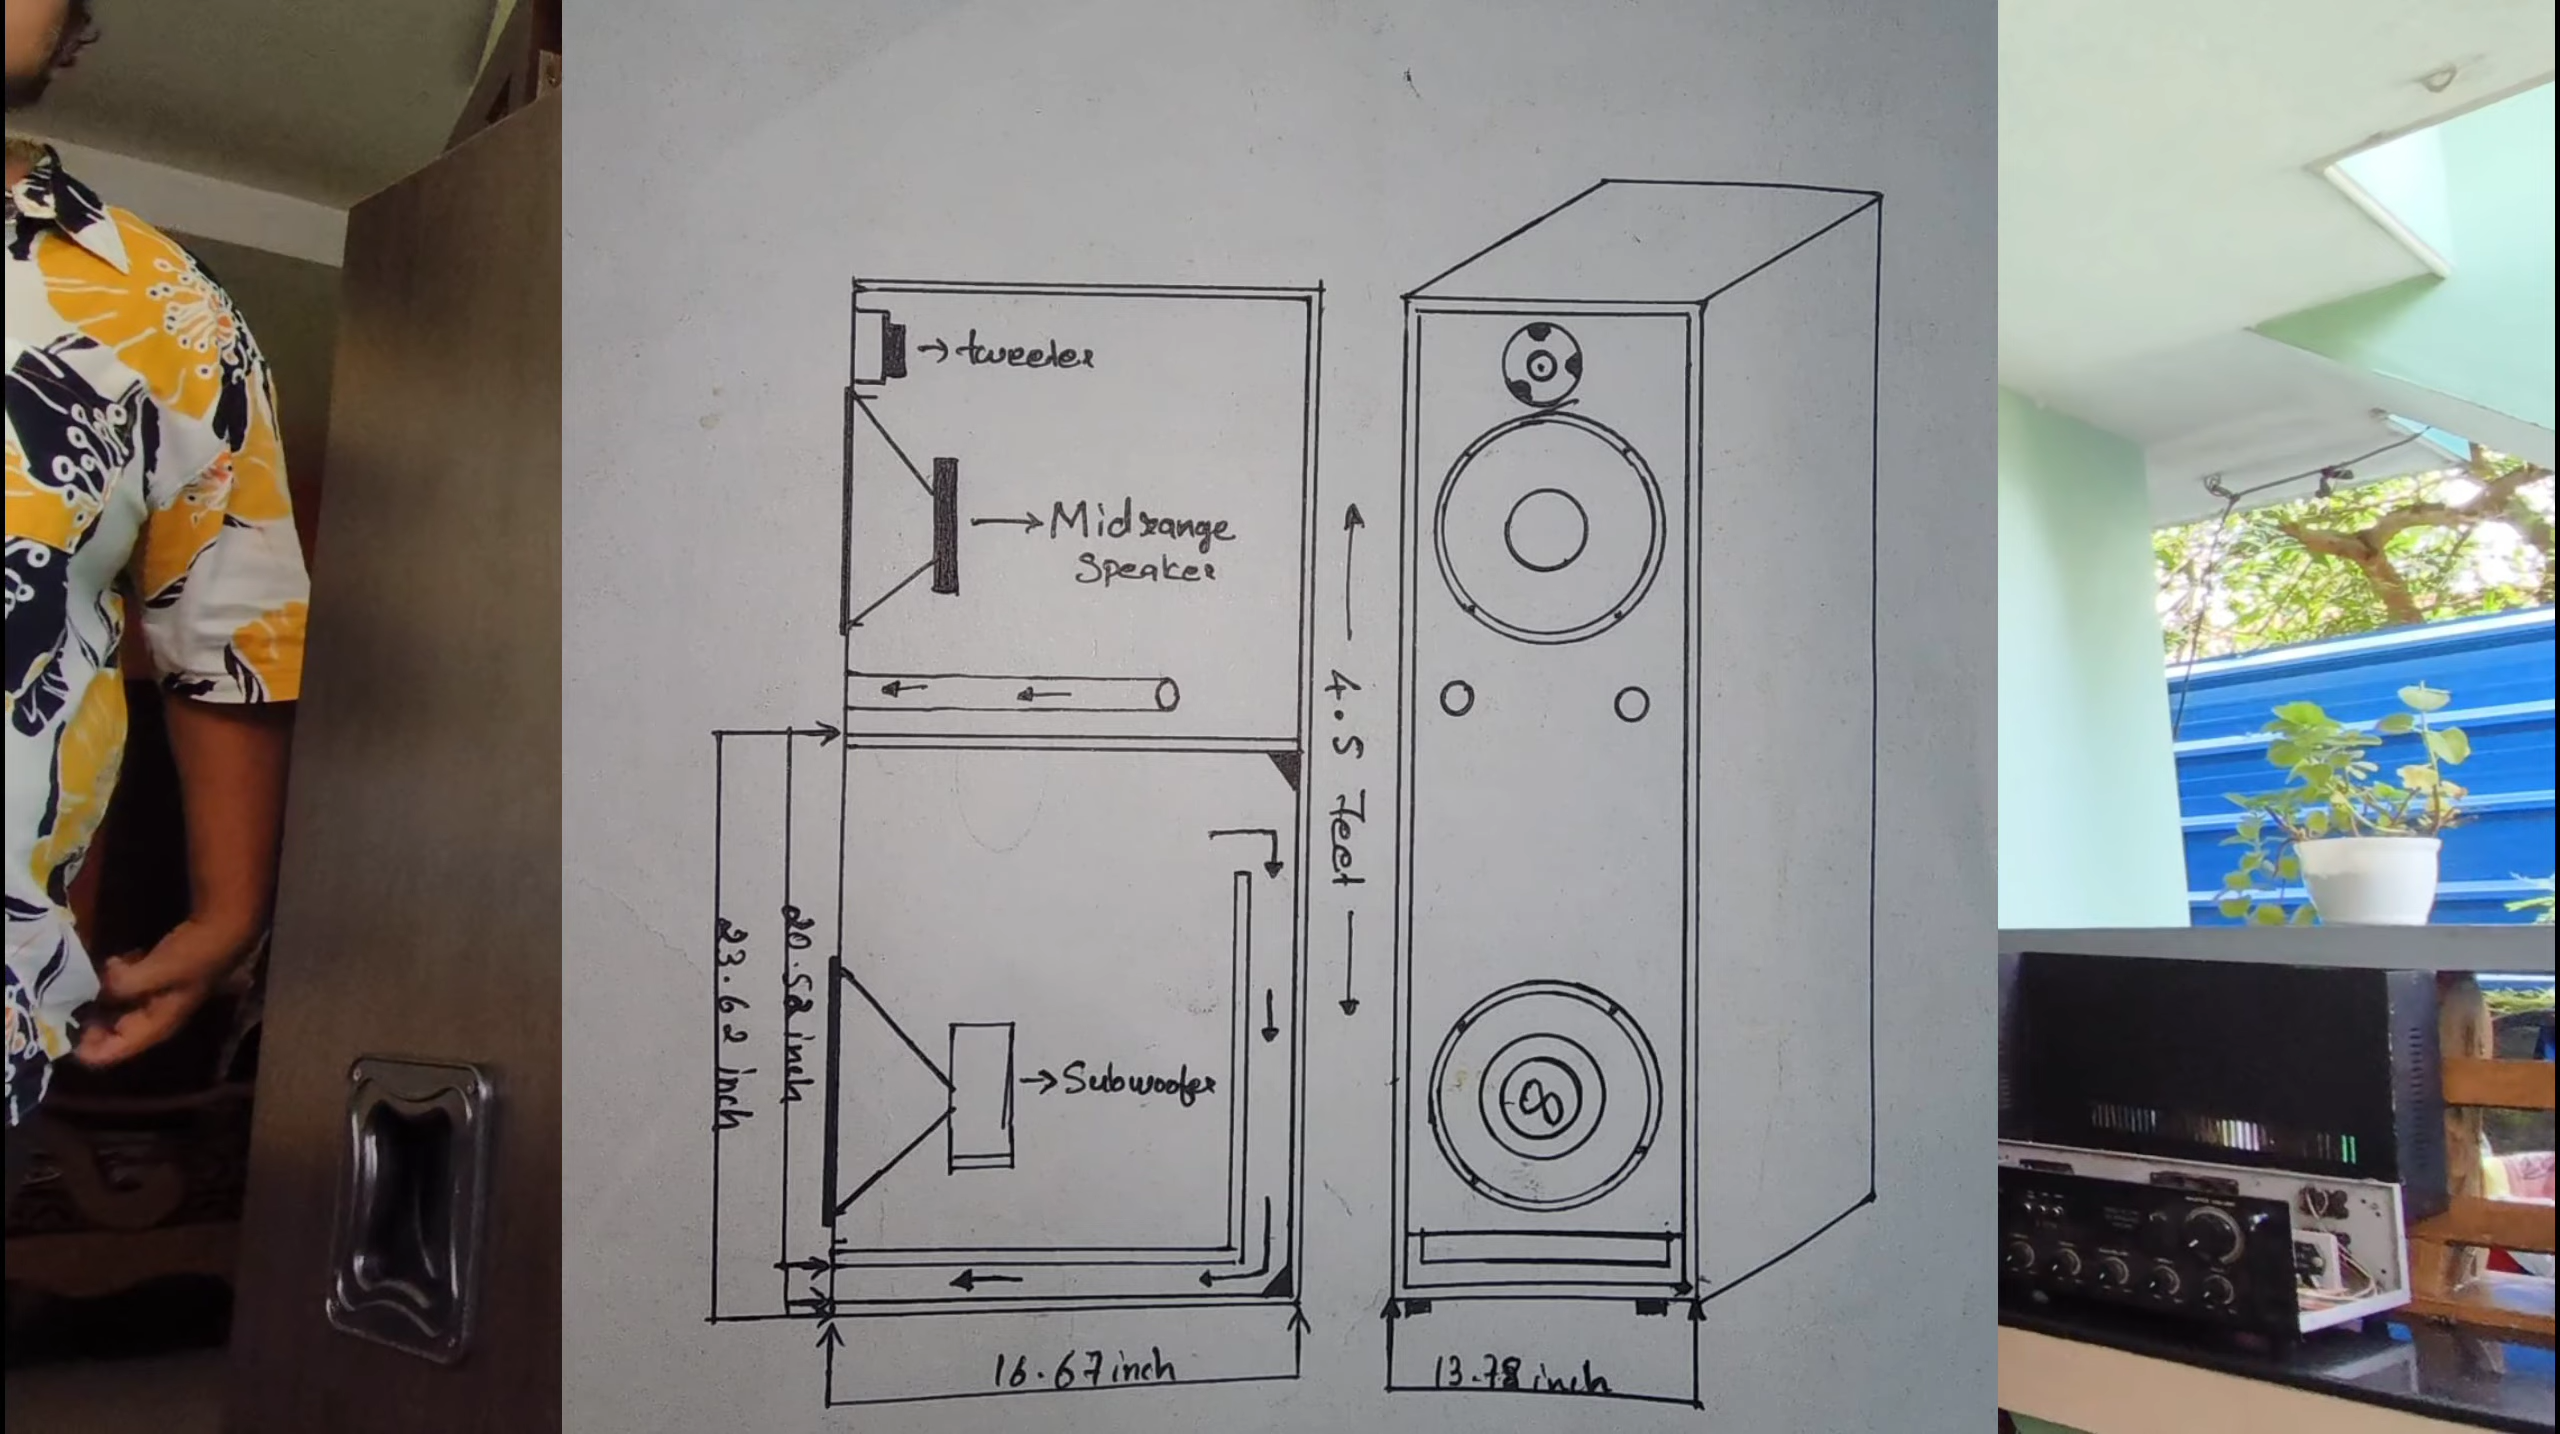 tweeter
Midrange
Speaker
4.5 Feet
20.52 inch
23.62 inch
Subwoofer
16.67 inch
13.78 inch